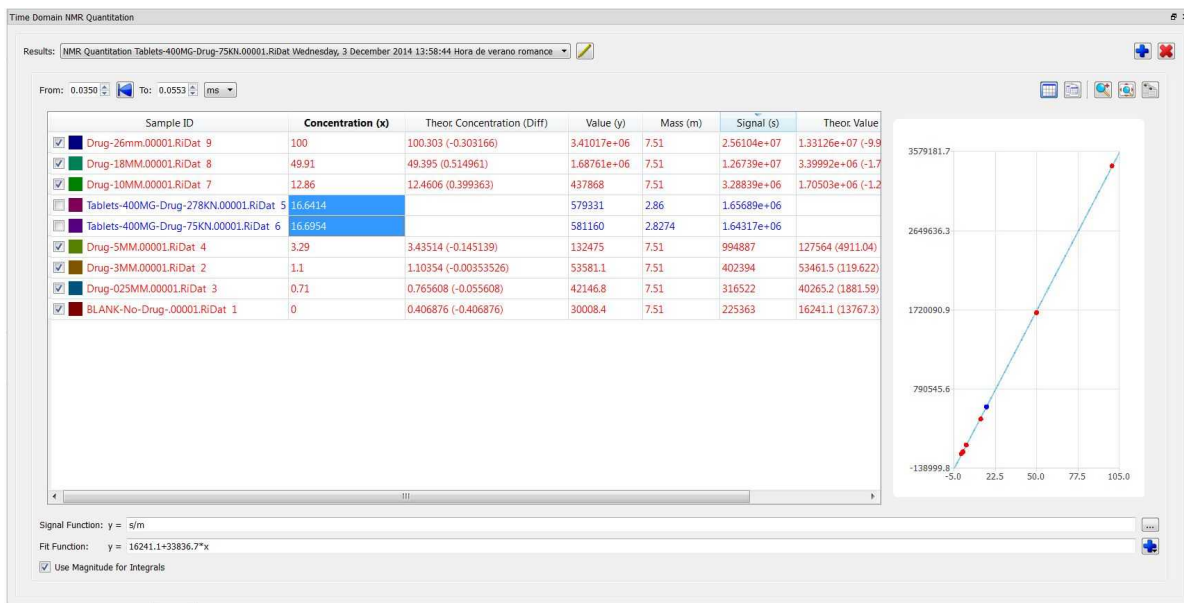 Time Domain NMR Quantitation
Results: NMR Quantitation Tablets-400MG-Drug-75KN.00001.RiDat Wednesday, 3 December 2014 13:58:44 Hora de verano romance
From: 0.0350 To: 0.0553 ms
Sample ID Concentration (x) Theor. Concentration (Diff) Value (y) Mass (m) Signal (s) Theor. Value
Drug-26mm.00001.RiDat 9 100 100.303 (-0.303166) 3.41017e+06 7.51 2.56104e+07 1.33126e+07 (-9.9
Drug-18MM.00001.RiDat 8 49.91 49.395 (0.514961) 1.68761e+06 7.51 1.26739e+07 3.39992e+06 (-1.7
Drug-10MM.00001.RiDat 7 12.86 12.4606 (0.399363) 437868 7.51 3.28839e+06 1.70503e+06 (-1.2
Tablets-400MG-Drug-278KN.00001.RiDat 5 16.6414 579331 2.86 1.65689e+06
Tablets-400MG-Drug-75KN.00001.RiDat 6 16.6954 581160 2.8274 1.64317e+06
Drug-5MM.00001.RiDat 4 3.29 3.43514 (-0.145139) 132475 7.51 994887 127564 (4911.04)
Drug-3MM.00001.RiDat 2 1.1 1.10354 (-0.00353526) 53581.1 7.51 402394 53461.5 (119.622)
Drug-025MM.00001.RiDat 3 0.71 0.765608 (-0.055608) 42146.8 7.51 316522 40265.2 (1881.59)
BLANK-No-Drug-.00001.RiDat 1 0 0.406876 (-0.406876) 30008.4 7.51 225363 16241.1 (13767.3)
3579181.7
2649636.3
1720090.9
790545.6
-138999.8
-5.0 22.5 50.0 77.5 105.0
Signal Function: y = s/m
...
Fit Function: y = 16241.1+33836.7*x
Use Magnitude for Integrals